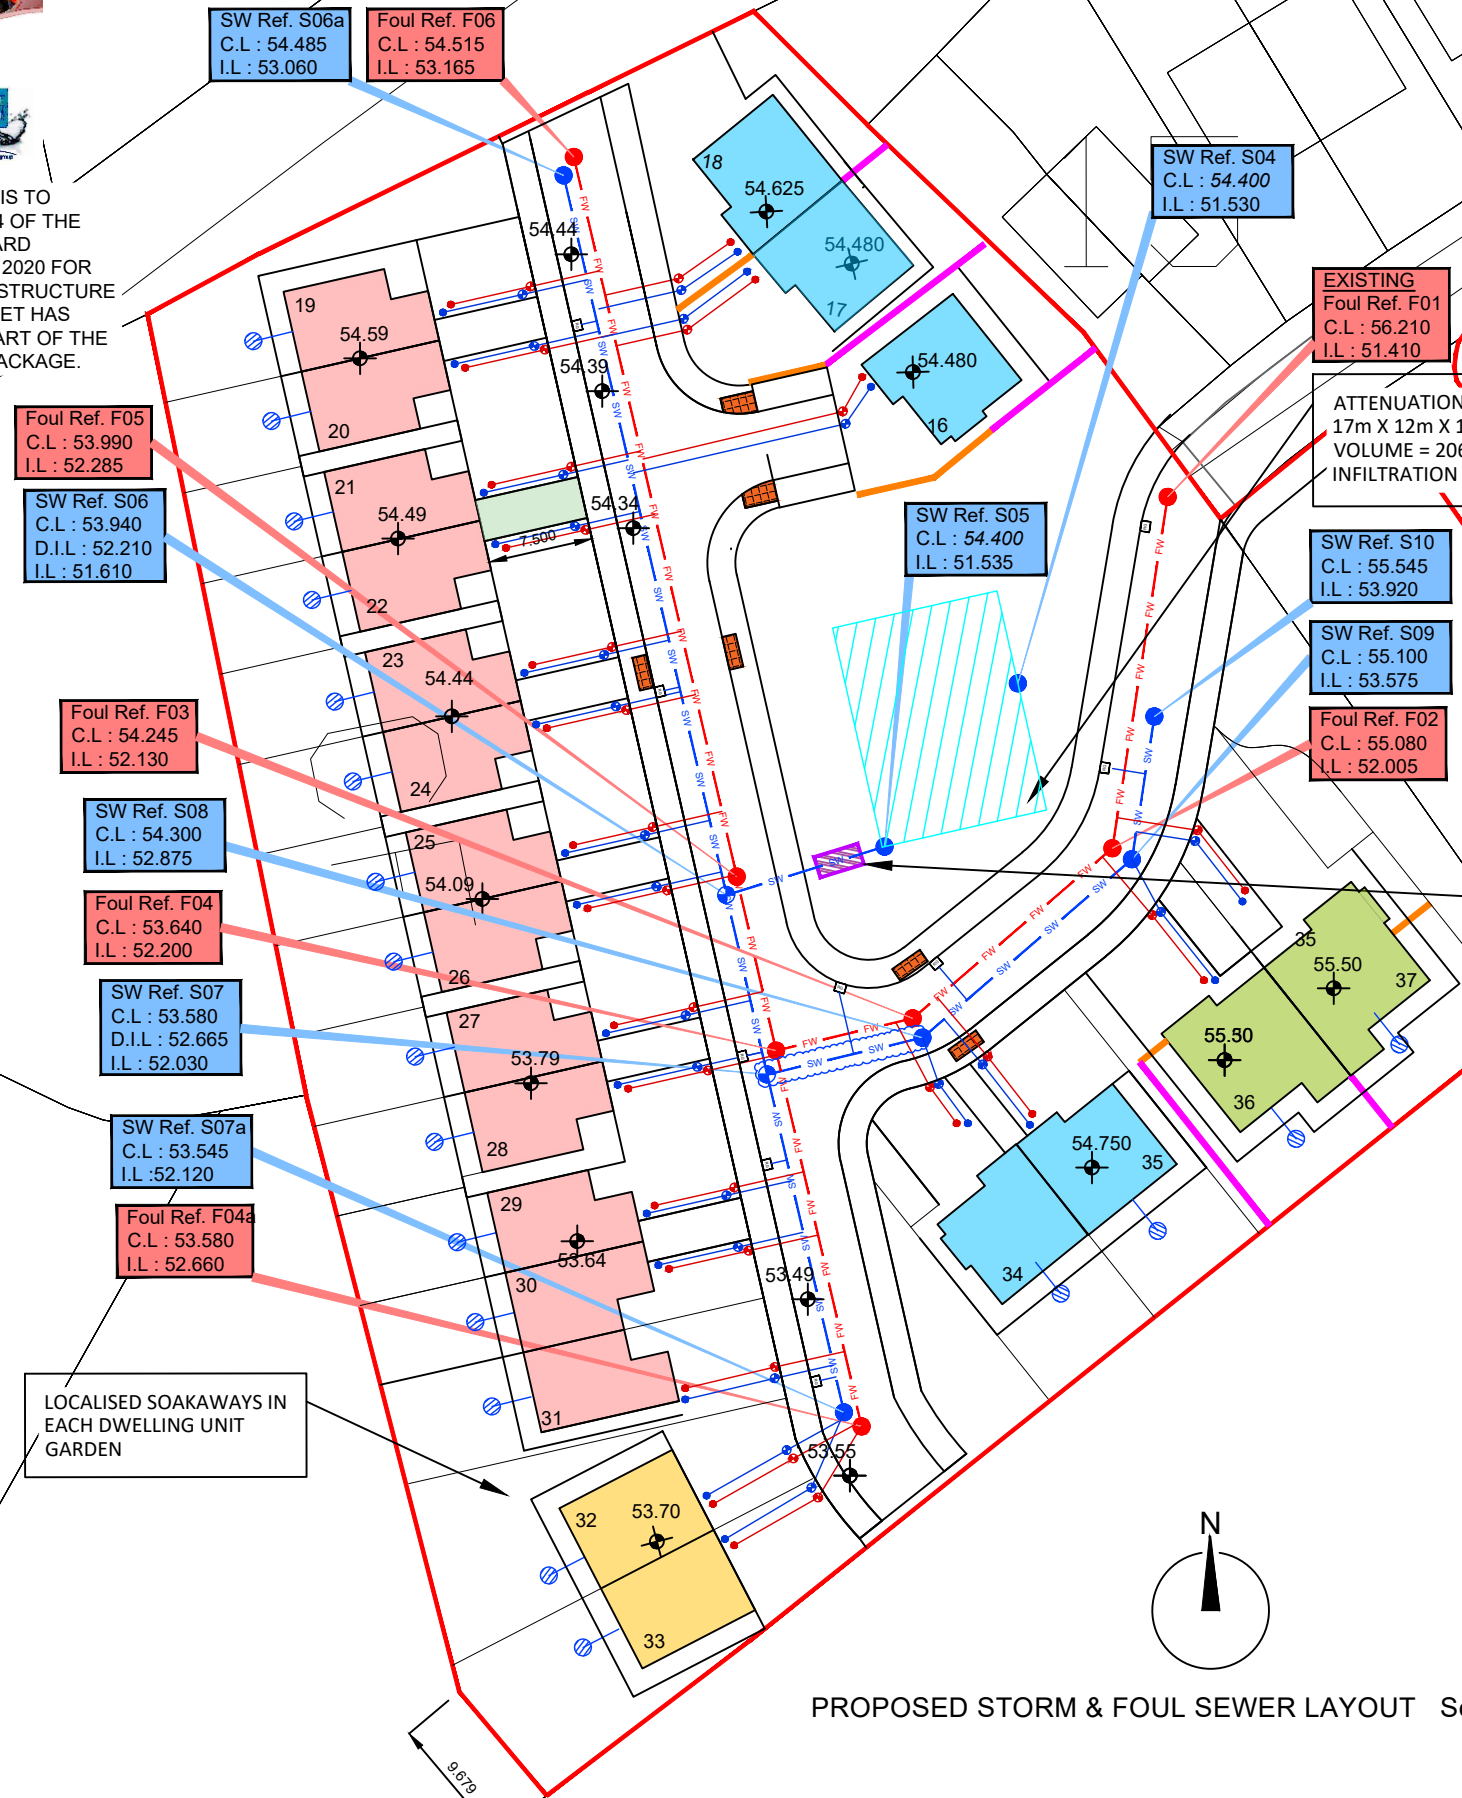 SW Ref. S06a
C.L : 54.485
I.L : 53.060
Foul Ref. F06
C.L : 54.515
I.L : 53.165
SW Ref. S04
C.L : 54.400
I.L : 51.530
IS TO
4 OF THE
ARD
2020 FOR
STRUCTURE
ET HAS
ART OF THE
ACKAGE.
EXISTING
Foul Ref. F01
C.L : 56.210
I.L : 51.410
ATTENUATION
17m X 12m X 1
VOLUME = 206
INFILTRATION
Foul Ref. F05
C.L : 53.990
I.L : 52.285
SW Ref. S06
C.L : 53.940
D.I.L : 52.210
I.L : 51.610
SW Ref. S05
C.L : 54.400
I.L : 51.535
SW Ref. S10
C.L : 55.545
I.L : 53.920
SW Ref. S09
C.L : 55.100
I.L : 53.575
Foul Ref. F02
C.L : 55.080
I.L : 52.005
Foul Ref. F03
C.L : 54.245
I.L : 52.130
SW Ref. S08
C.L : 54.300
I.L : 52.875
Foul Ref. F04
C.L : 53.640
I.L : 52.200
SW Ref. S07
C.L : 53.580
D.I.L : 52.665
I.L : 52.030
SW Ref. S07a
C.L : 53.545
I.L :52.120
Foul Ref. F04a
C.L : 53.580
I.L : 52.660
LOCALISED SOAKAWAYS IN
EACH DWELLING UNIT
GARDEN
18
54.625
54.480
17
54.480
16
54.44
54.39
54.34
7.500
19
54.59
20
21
54.49
22
23
54.44
24
25
54.09
26
27
53.79
28
29
53.64
30
31
32
53.70
33
53.49
53.55
35
55.50
37
36
54.750
35
34
FW
SW
N
PROPOSED STORM & FOUL SEWER LAYOUT
9.679